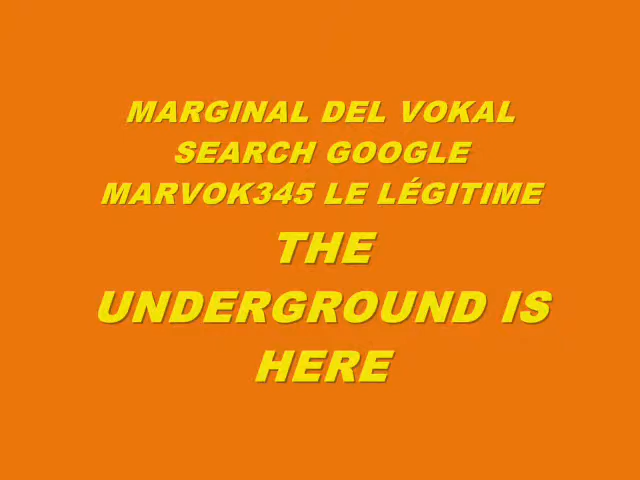 MARGINAL DEL VOKAL
SEARCH GOOGLE
MARVOK345 LE LÉGITIME
THE
UNDERGROUND IS
HERE